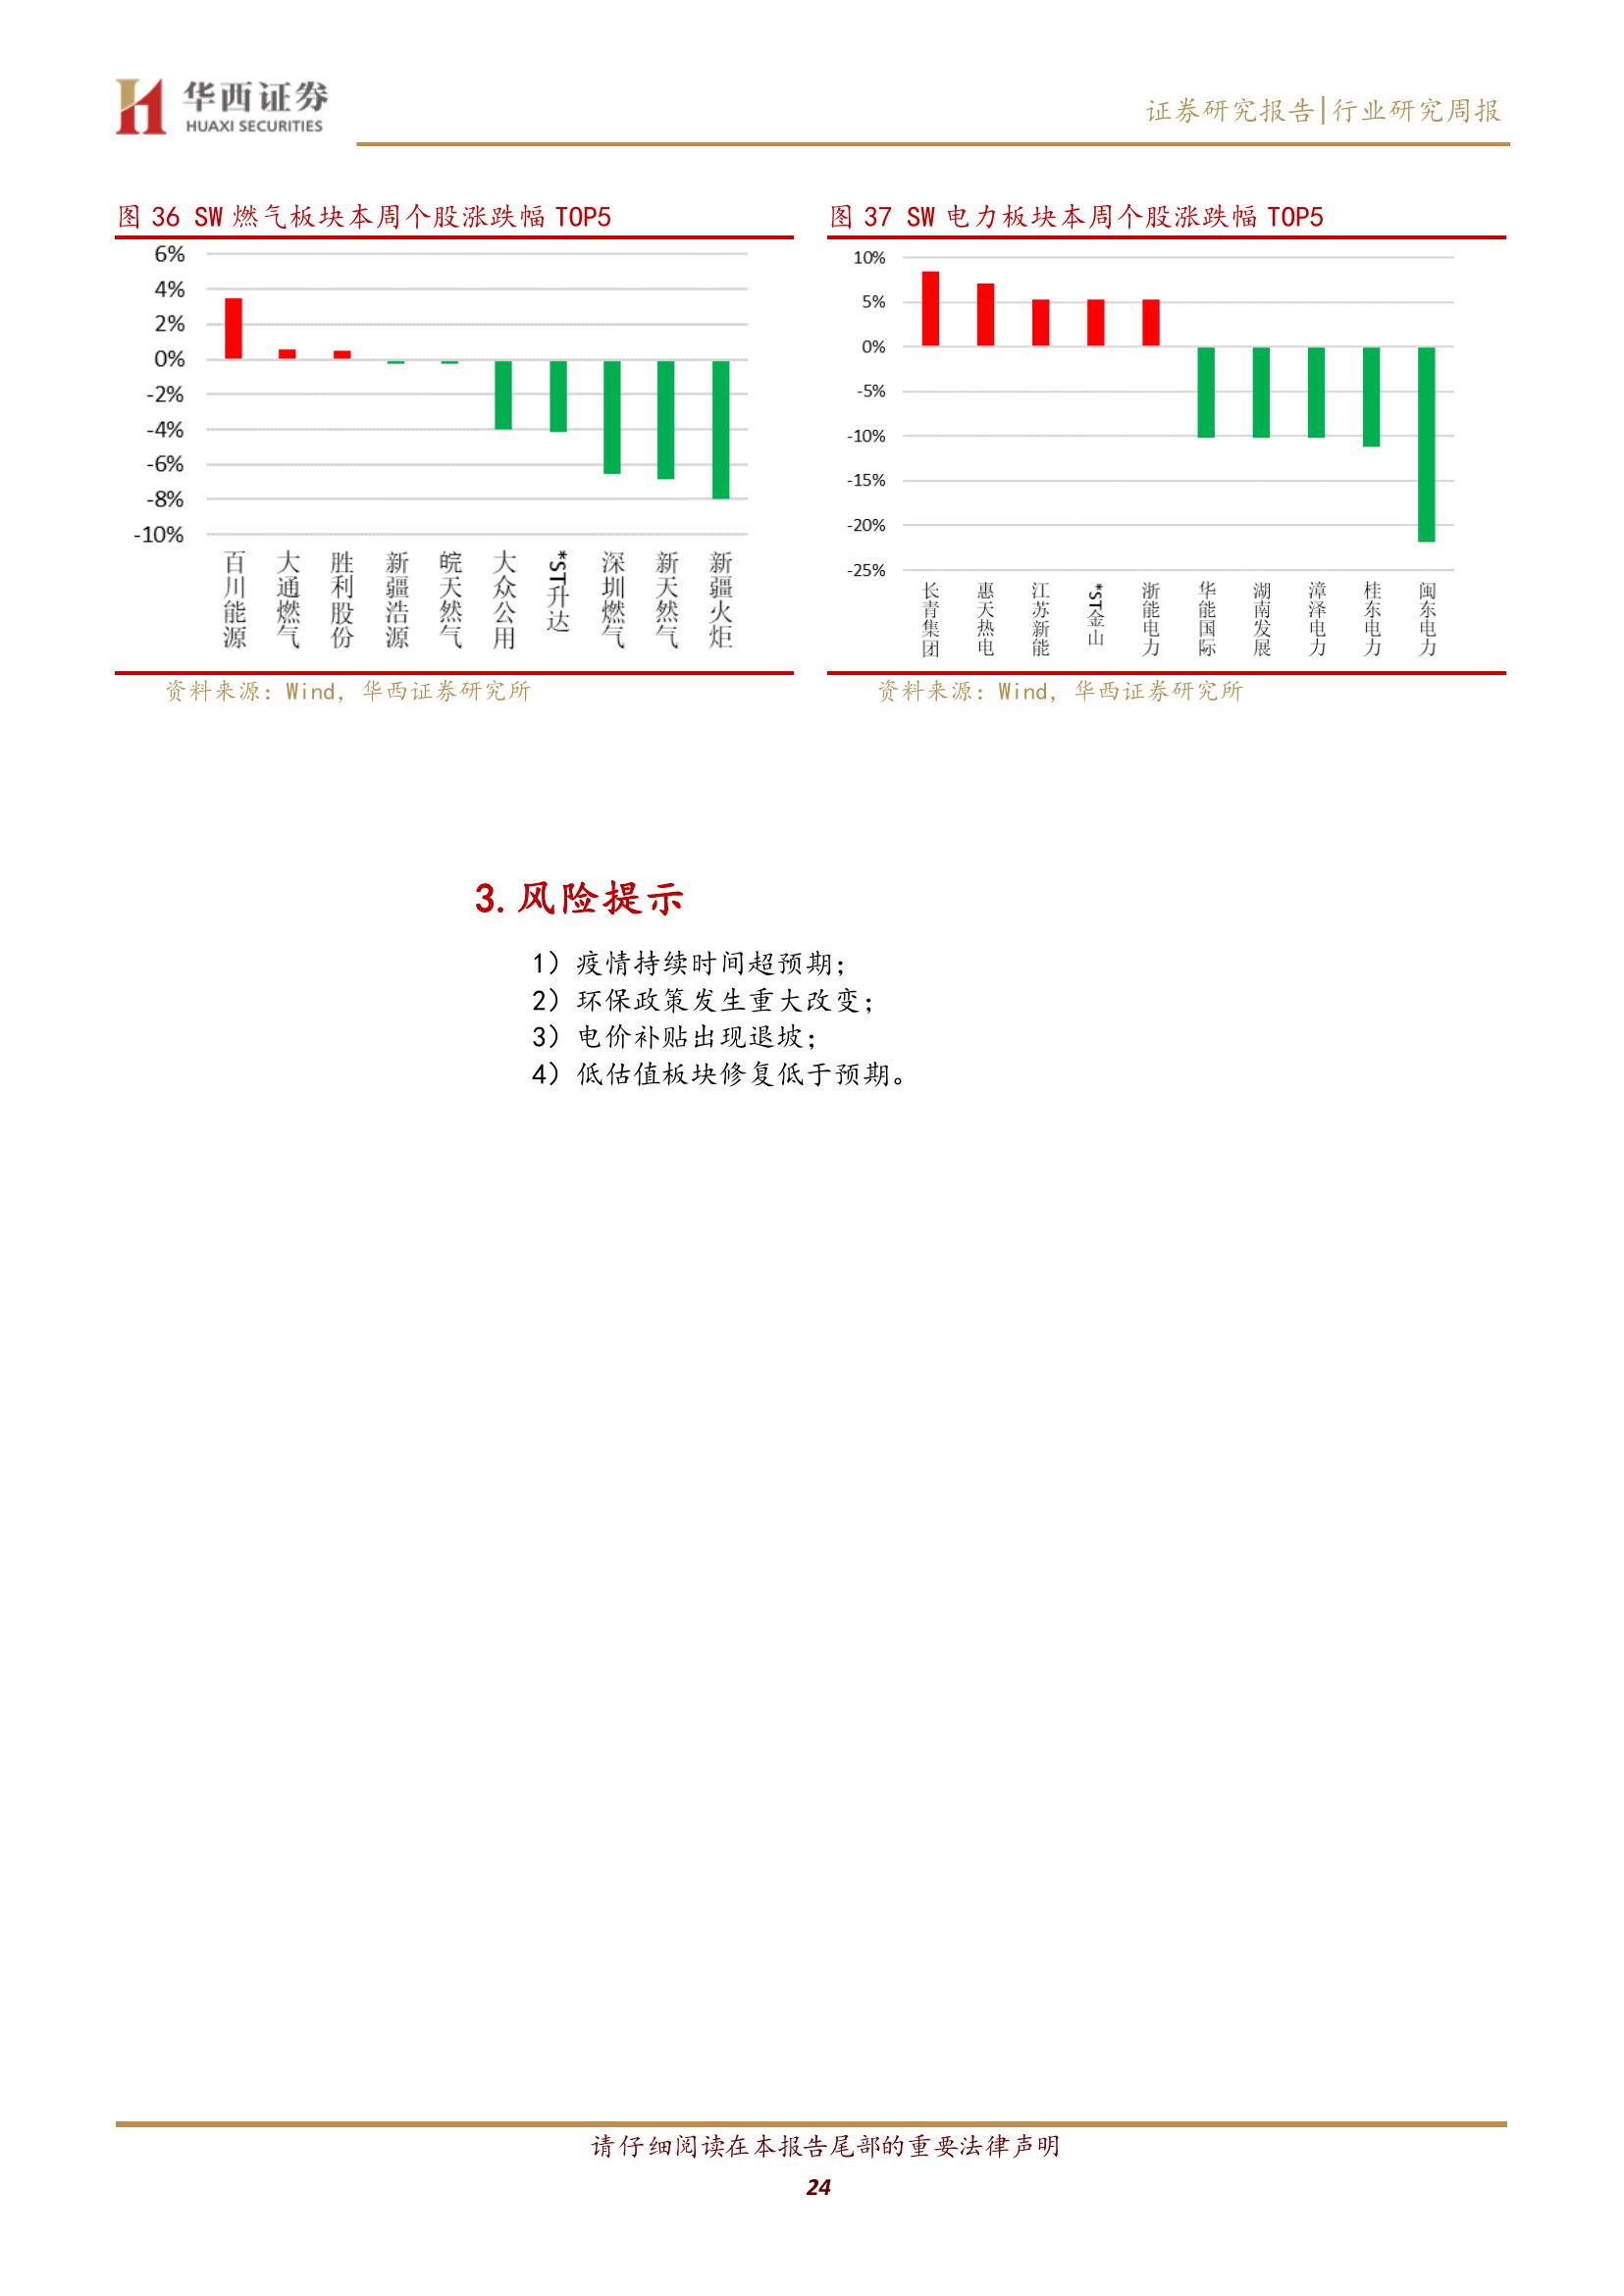 华西证券
HUAXI SECURITIES
证券研究报告|行业研究周报
图 36 SW 燃气板块本周个股涨跌幅 TOP5
6%
4%
2%
0%
-2%
-4%
-6%
-8%
-10%
百川能源
大通燃气
胜利股份
新疆浩源
皖天然气
大众公用
*ST升达
深圳燃气
新天然气
新疆火炬
资料来源：Wind，华西证券研究所
图 37 SW 电力板块本周个股涨跌幅 TOP5
10%
5%
0%
-5%
-10%
-15%
-20%
-25%
长青集团
惠天热电
江苏新能
*ST金山
浙能电力
华能国际
湖南发展
漳泽电力
桂东电力
闽东电力
资料来源：Wind，华西证券研究所
3.风险提示
1）疫情持续时间超预期；
2）环保政策发生重大改变；
3）电价补贴出现退坡；
4）低估值板块修复低于预期。
请仔细阅读在本报告尾部的重要法律声明
24